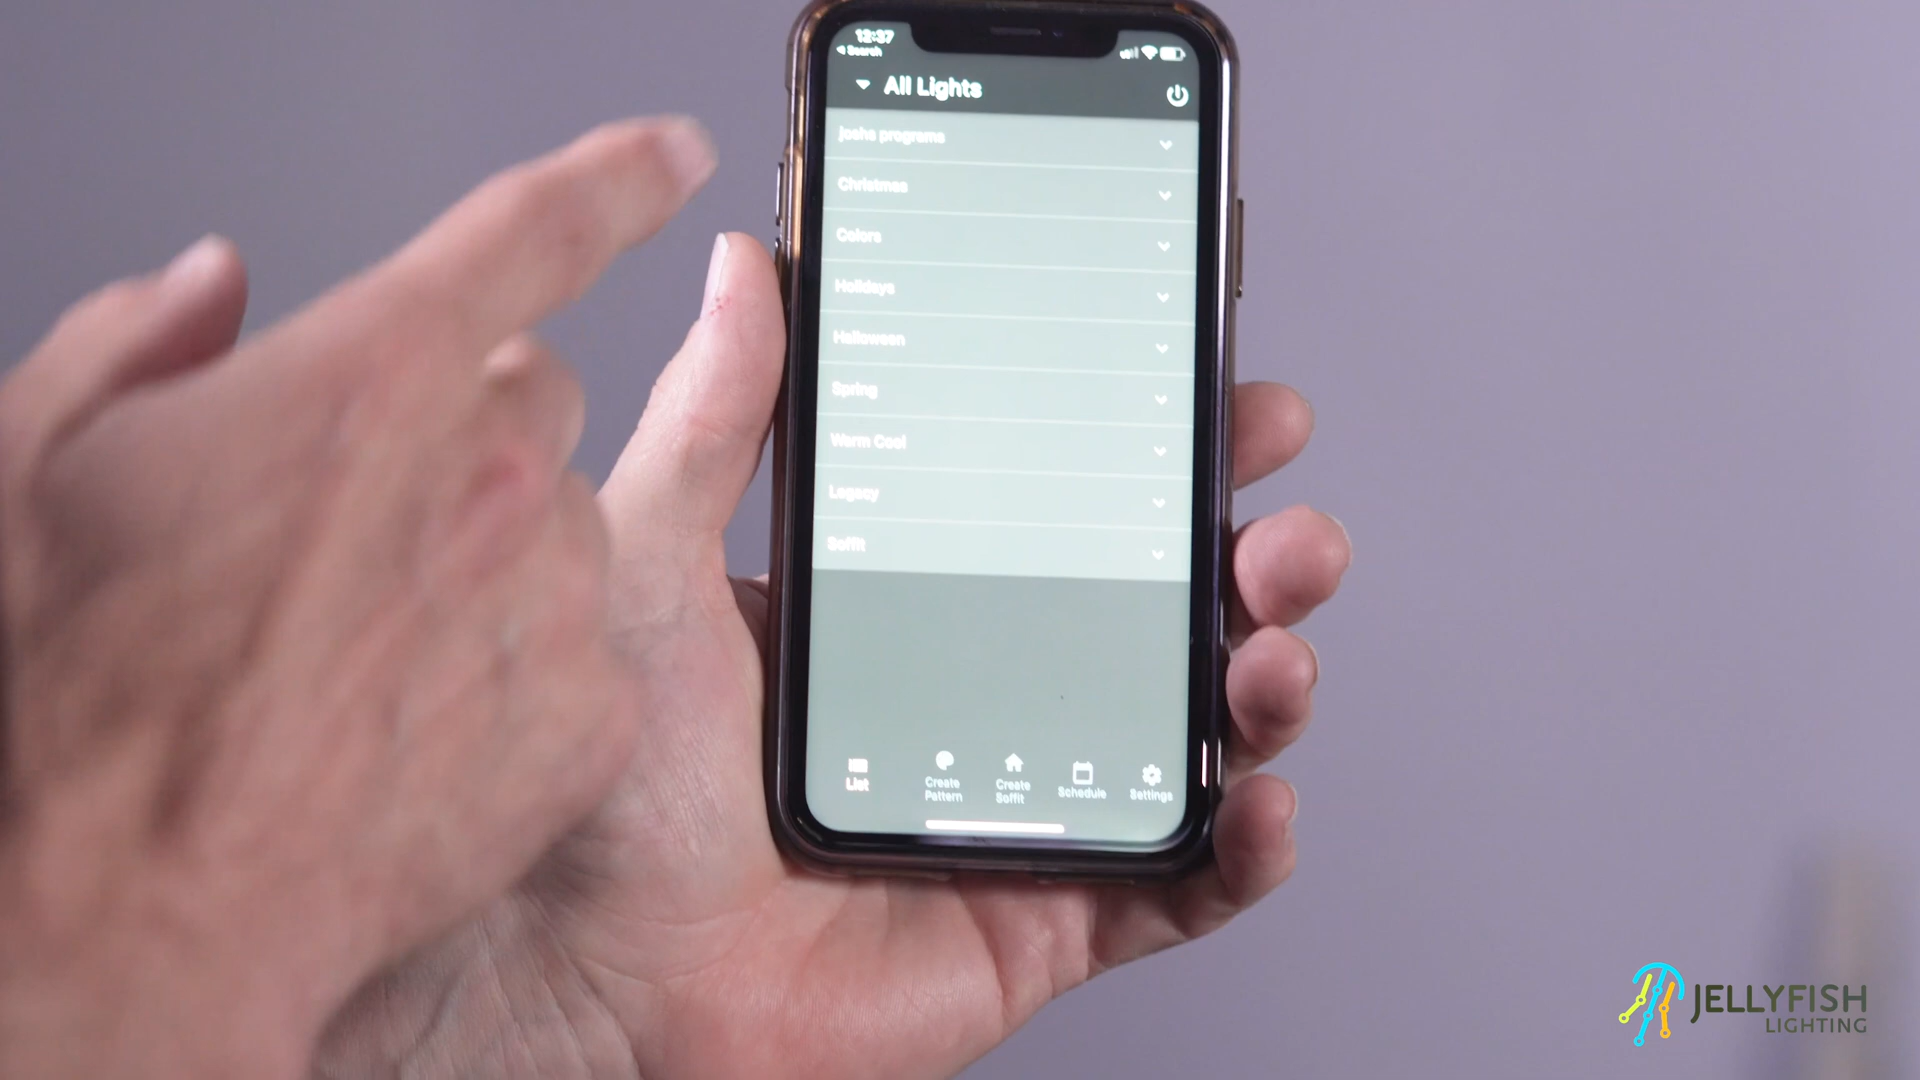 12:37
Search
All Lights
joshs programs
Christmas
Colors
Holidays
Halloween
Spring
Warm Cool
Legacy
Soffit
List
Create Pattern
Create Soffit
Schedule
Settings
JELLYFISH
LIGHTING